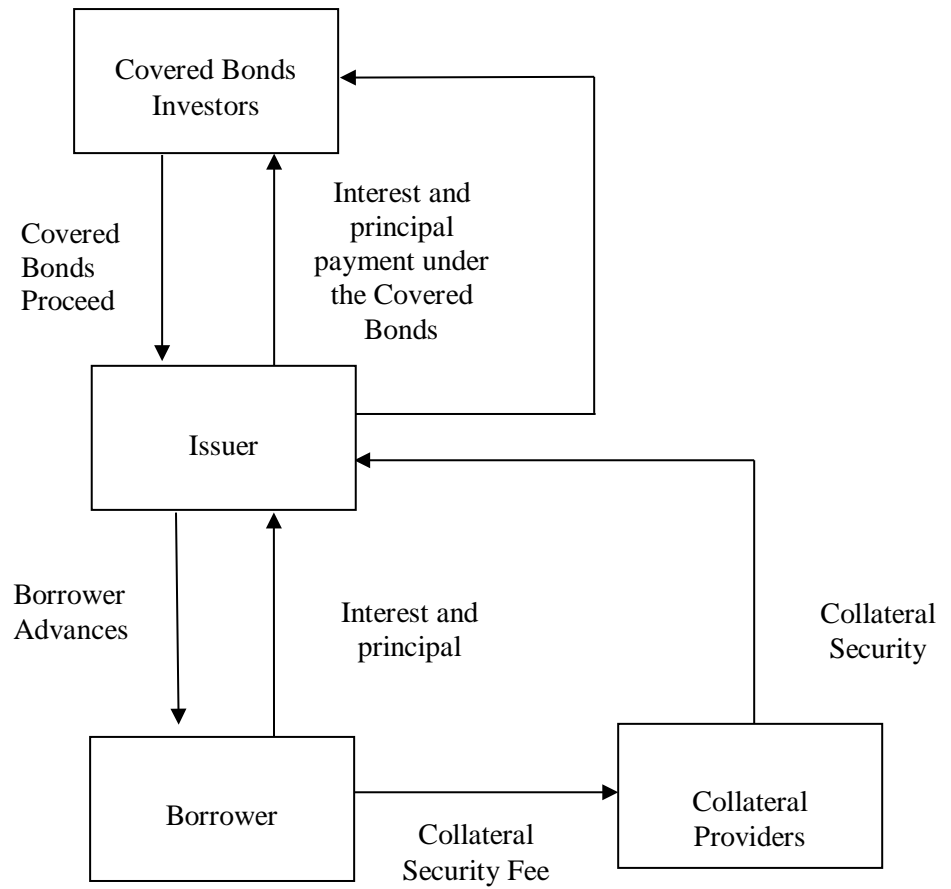 Covered Bonds
Investors
Covered
Bonds
Proceed
Interest and
principal
payment under
the Covered
Bonds
Issuer
Borrower
Advances
Interest and
principal
Collateral
Security
Borrower
Collateral
Security Fee
Collateral
Providers